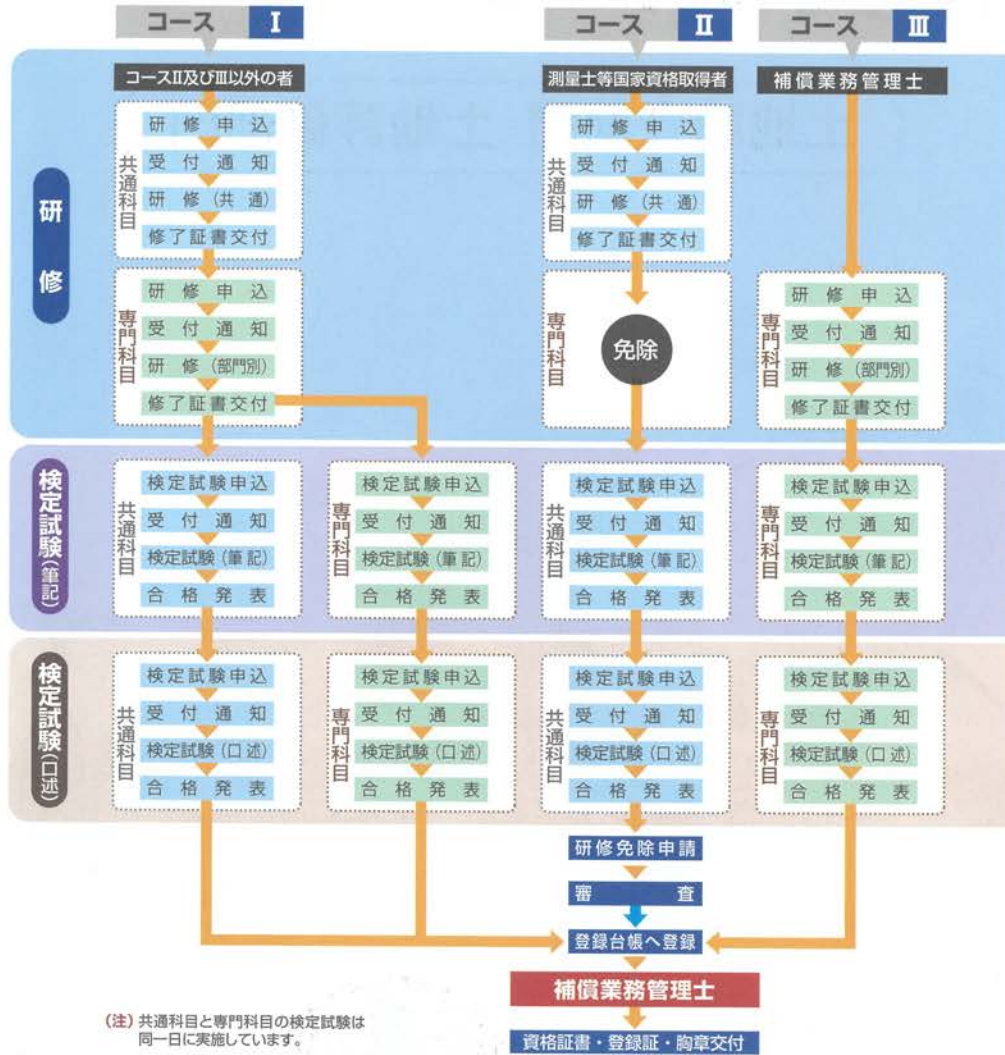 コース Ⅰ
コース Ⅱ
コース Ⅲ
コースⅡ及びⅢ以外の者
測量士等国家資格取得者
補償業務管理士
研修
共通科目
研修申込
受付通知
研修(共通)
修了証書交付
専門科目
研修申込
受付通知
研修(部門別)
修了証書交付
共通科目
研修申込
受付通知
研修(共通)
修了証書交付
専門科目
免除
専門科目
研修申込
受付通知
研修(部門別)
修了証書交付
検定試験(筆記)
共通科目
検定試験申込
受付通知
検定試験(筆記)
合格発表
専門科目
検定試験申込
受付通知
検定試験(筆記)
合格発表
共通科目
検定試験申込
受付通知
検定試験(筆記)
合格発表
専門科目
検定試験申込
受付通知
検定試験(筆記)
合格発表
検定試験(口述)
共通科目
検定試験申込
受付通知
検定試験(口述)
合格発表
専門科目
検定試験申込
受付通知
検定試験(口述)
合格発表
共通科目
検定試験申込
受付通知
検定試験(口述)
合格発表
専門科目
検定試験申込
受付通知
検定試験(口述)
合格発表
研修免除申請
審査
登録台帳へ登録
補償業務管理士
資格証書・登録証・胸章交付
(注) 共通科目と専門科目の検定試験は
同一日に実施しています。